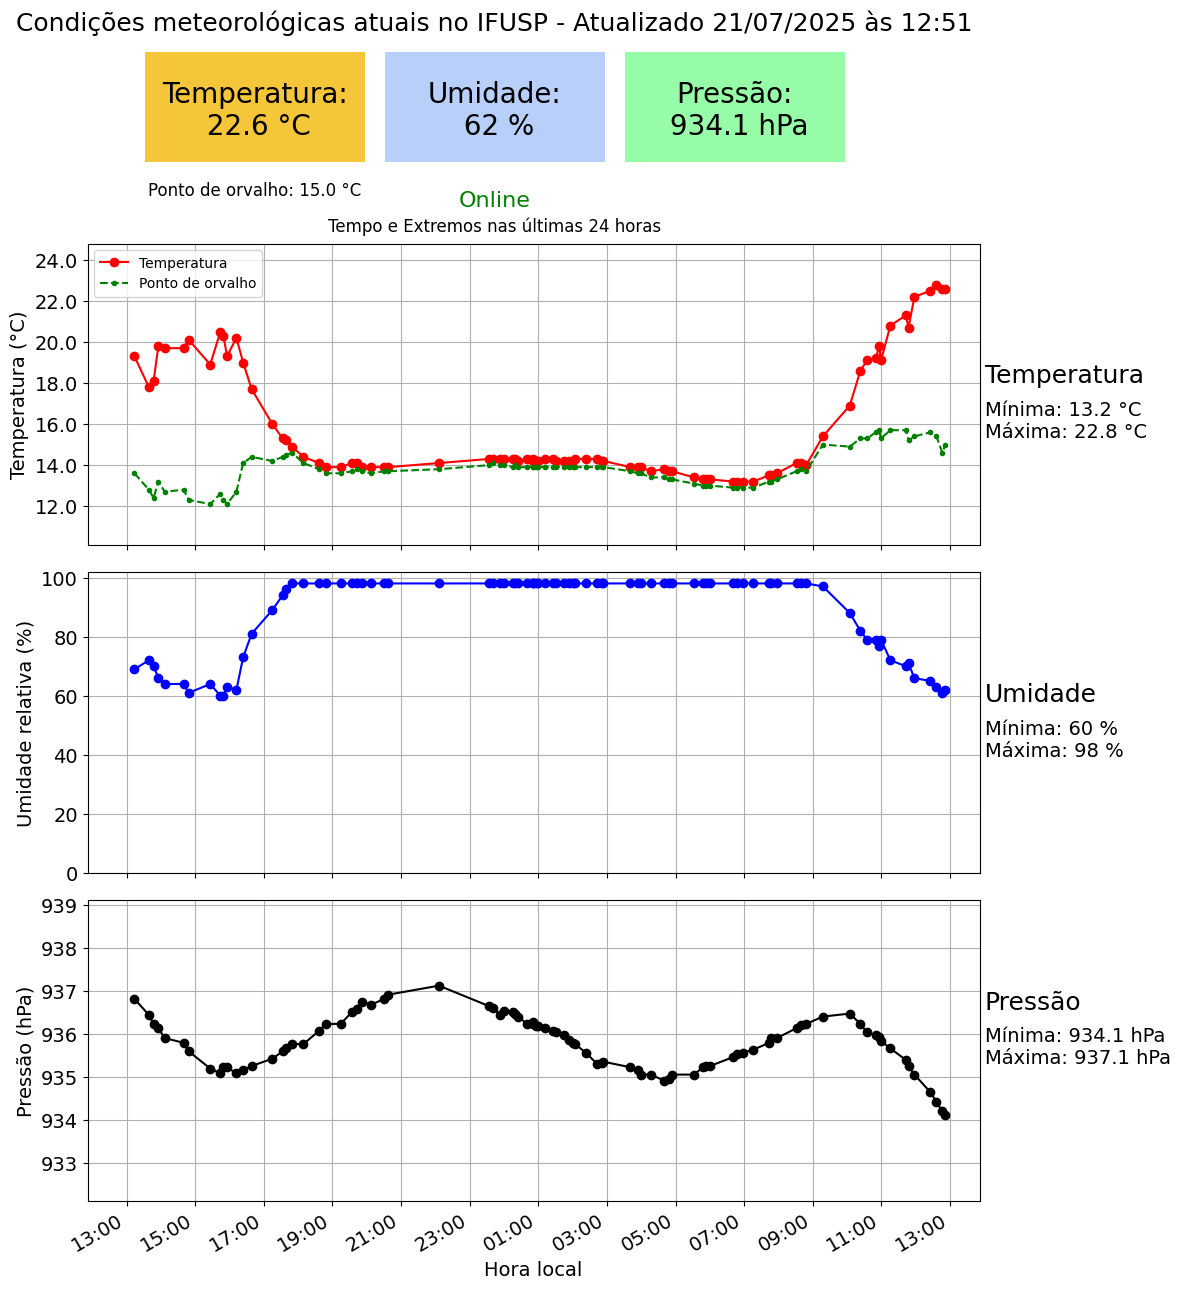 Condições meteorológicas atuais no IFUSP - Atualizado 21/07/2025 às 12:51
Temperatura:
22.6 °C
Umidade:
62 %
Pressão:
934.1 hPa
Ponto de orvalho: 15.0 °C
Online
Tempo e Extremos nas últimas 24 horas
Temperatura
Ponto de orvalho
Temperatura (°C)
24.0
22.0
20.0
18.0
16.0
14.0
12.0
Temperatura
Mínima: 13.2 °C
Máxima: 22.8 °C
Umidade relativa (%)
100
80
60
40
20
0
Umidade
Mínima: 60 %
Máxima: 98 %
Pressão (hPa)
939
938
937
936
935
934
933
Pressão
Mínima: 934.1 hPa
Máxima: 937.1 hPa
13:00 15:00 17:00 19:00 21:00 23:00 01:00 03:00 05:00 07:00 09:00 11:00 13:00
Hora local